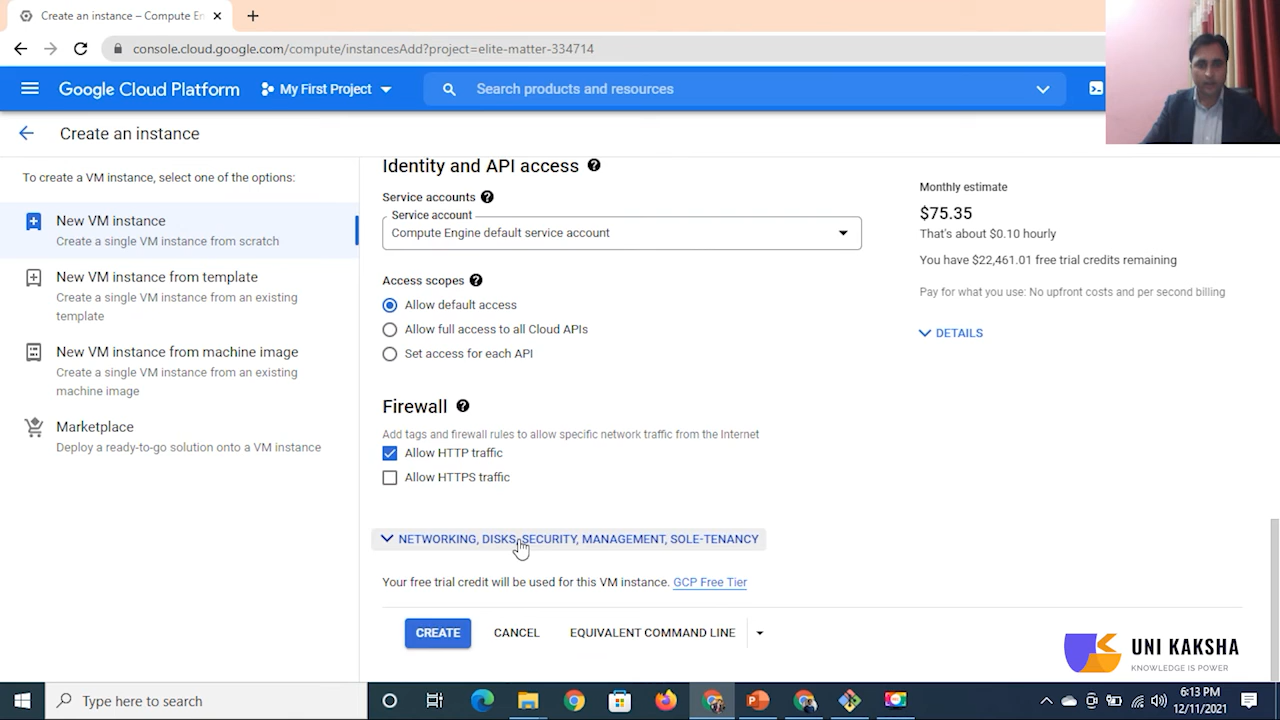 Create an instance – Compute En
console.cloud.google.com/compute/instancesAdd?project=elite-matter-334714
Google Cloud Platform
My First Project
Search products and resources
Create an instance
To create a VM instance, select one of the options:
New VM instance
Create a single VM instance from scratch
New VM instance from template
Create a single VM instance from an existing
template
New VM instance from machine image
Create a single VM instance from an existing
machine image
Marketplace
Deploy a ready-to-go solution onto a VM instance
Identity and API access
Service accounts
Service account
Compute Engine default service account
Access scopes
Allow default access
Allow full access to all Cloud APIs
Set access for each API
Firewall
Add tags and firewall rules to allow specific network traffic from the Internet
Allow HTTP traffic
Allow HTTPS traffic
NETWORKING, DISKS, SECURITY, MANAGEMENT, SOLE-TENANCY
Your free trial credit will be used for this VM instance. GCP Free Tier
CREATE
CANCEL
EQUIVALENT COMMAND LINE
Monthly estimate
$75.35
That's about $0.10 hourly
You have $22,461.01 free trial credits remaining
Pay for what you use: No upfront costs and per second billing
DETAILS
UNI KAKSHA
KNOWLEDGE IS POWER
Type here to search
6:13 PM
12/11/2021